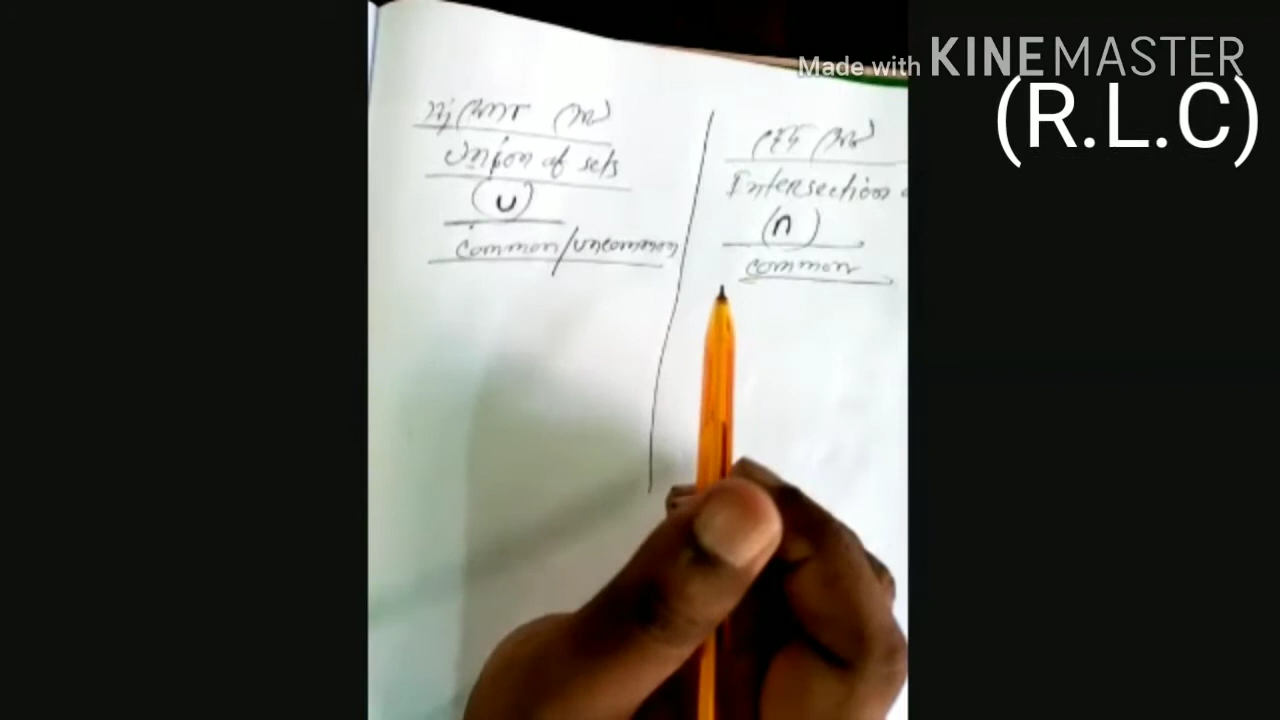 Made with KINEMASTER
(R.L.C)
সংযোগ সেট
Union of sets
(∪)
common/uncommon
ছেদ সেট
Intersection
(∩)
common